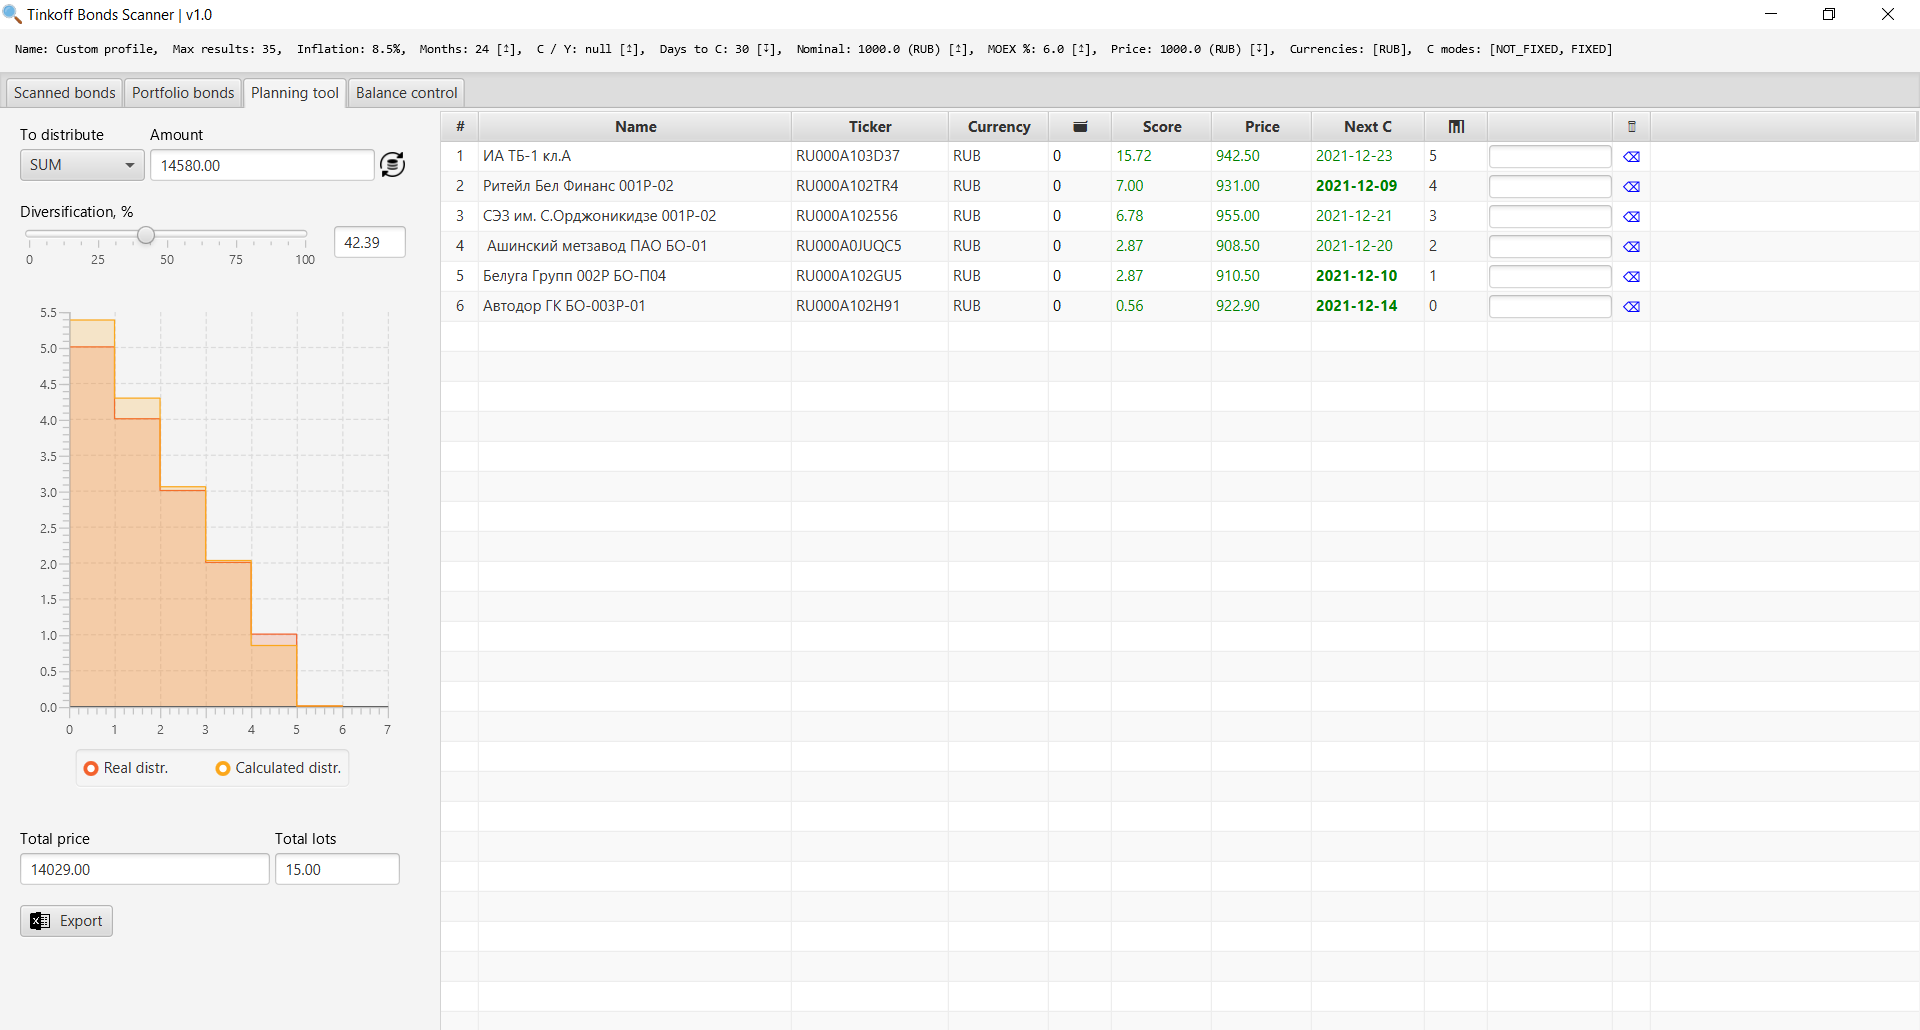 Tinkoff Bonds Scanner | v1.0
Name: Custom profile, Max results: 35, Inflation: 8.5%, Months: 24 [↥], C / Y: null [↥], Days to C: 30 [↧], Nominal: 1000.0 (RUB) [↥], MOEX %: 6.0 [↥], Price: 1000.0 (RUB) [↧], Currencies: [RUB], C modes: [NOT_FIXED, FIXED]
Scanned bonds Portfolio bonds Planning tool Balance control
To distribute Amount
SUM 14580.00
Diversification, %
42.39
0 25 50 75 100
5.5
5.0
4.5
4.0
3.5
3.0
2.5
2.0
1.5
1.0
0.5
0.0
0 1 2 3 4 5 6 7
Real distr. Calculated distr.
Total price Total lots
14029.00 15.00
Export
# Name Ticker Currency Score Price Next C
1 ИА ТБ-1 кл.А RU000A103D37 RUB 0 15.72 942.50 2021-12-23 5
2 Ритейл Бел Финанс 001P-02 RU000A102TR4 RUB 0 7.00 931.00 2021-12-09 4
3 СЭЗ им. С.Орджоникидзе 001P-02 RU000A102556 RUB 0 6.78 955.00 2021-12-21 3
4 Ашинский метзавод ПАО БО-01 RU000A0JUQC5 RUB 0 2.87 908.50 2021-12-20 2
5 Белуга Групп 002P БО-П04 RU000A102GU5 RUB 0 2.87 910.50 2021-12-10 1
6 Автодор ГК БО-003P-01 RU000A102H91 RUB 0 0.56 922.90 2021-12-14 0